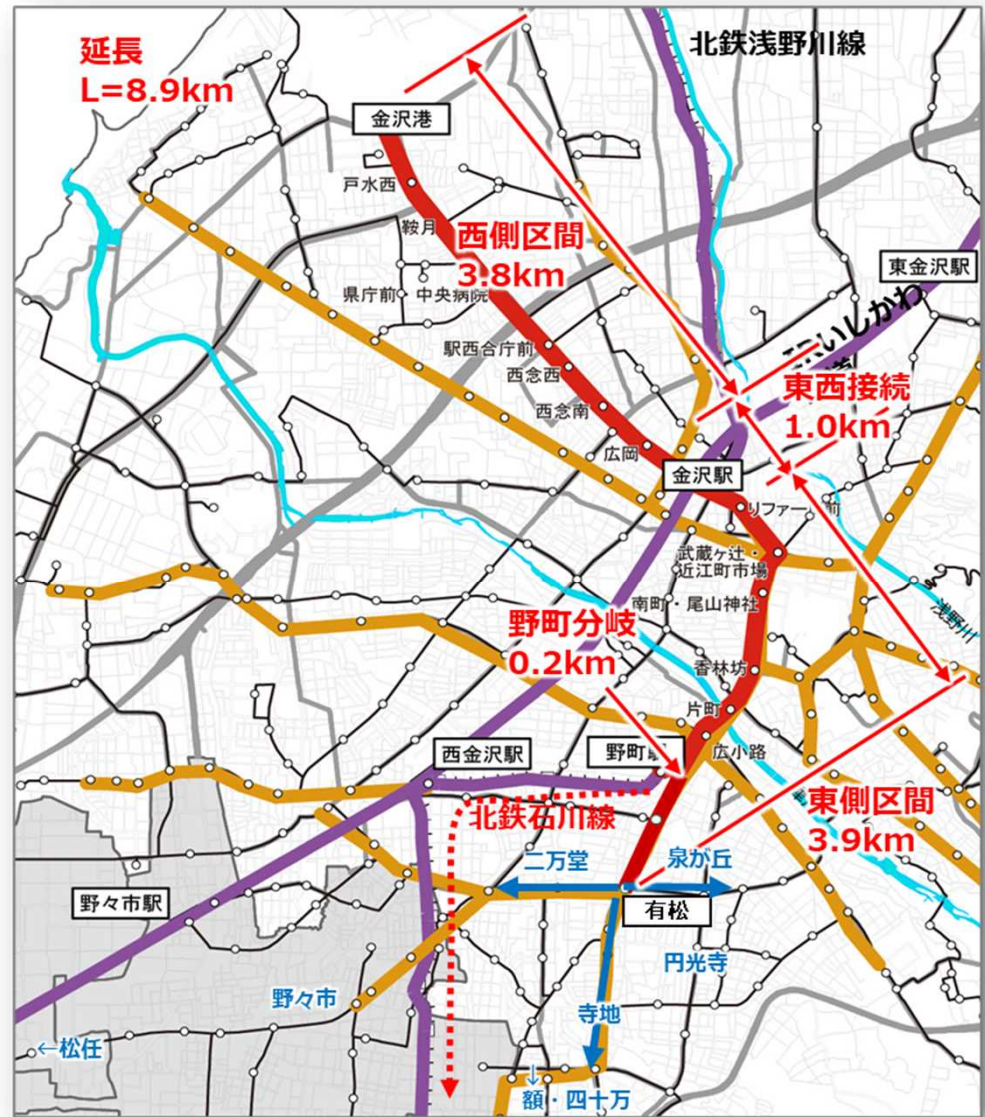 延長
L=8.9km
北鉄浅野川線
金沢港
戸水西
鞍月
西側区間
3.8km
県庁前
中央病院
東金沢駅
駅西合庁前
西念西
西念南
広岡
東西接続
1.0km
金沢駅
リファーレ前
武蔵ヶ辻・
近江町市場
南町・尾山神社
浅野川
野町分岐
0.2km
香林坊
片町
広小路
西金沢駅
野町
北鉄石川線
東側区間
3.9km
二万堂
泉が丘
野々市駅
有松
円光寺
野々市
寺地
←松任
↓
額・四十万